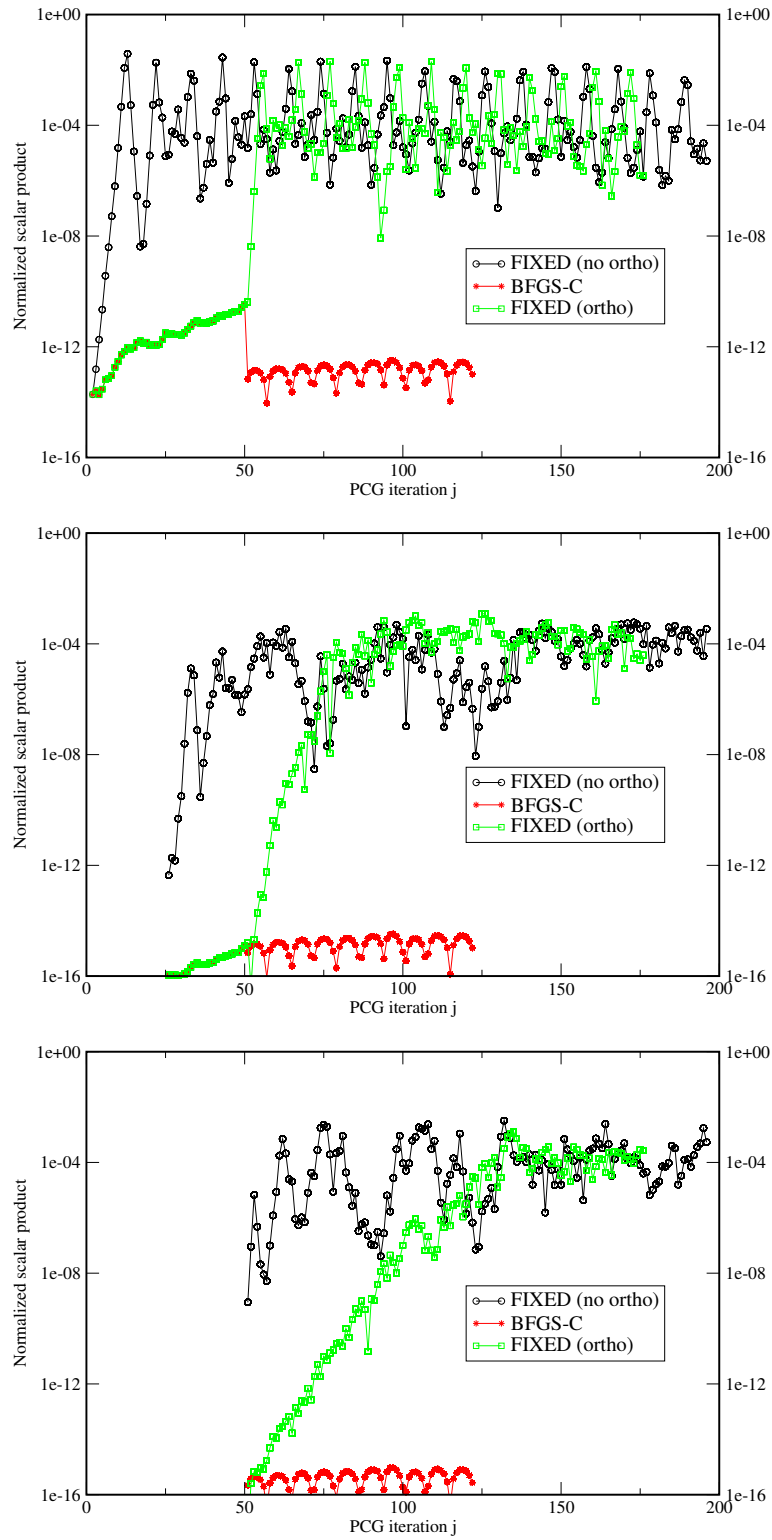 1e+00 1e+00
1e-04 1e-04
Normalized scalar product
1e-08 1e-08
FIXED (no ortho)
BFGS-C
FIXED (ortho)
1e-12 1e-12
1e-16 1e-16
0 50 100 150 200
PCG iteration j
1e+00 1e+00
1e-04 1e-04
Normalized scalar product
1e-08 1e-08
FIXED (no ortho)
BFGS-C
FIXED (ortho)
1e-12 1e-12
1e-16 1e-16
0 50 100 150 200
PCG iteration j
1e+00 1e+00
1e-04 1e-04
Normalized scalar product
1e-08 1e-08
FIXED (no ortho)
BFGS-C
FIXED (ortho)
1e-12 1e-12
1e-16 1e-16
0 50 100 150 200
PCG iteration j